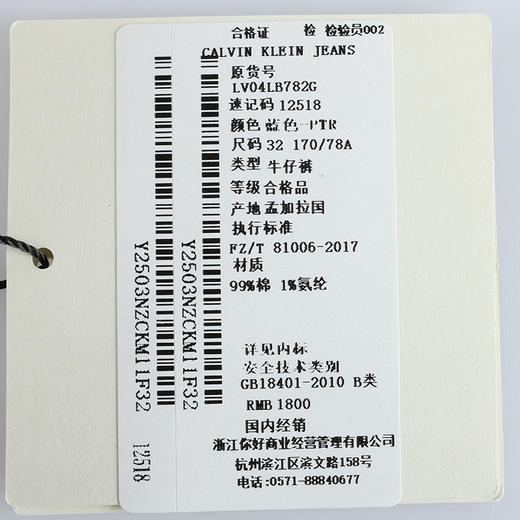 合格证 检 检验员002
CALVIN KLEIN JEANS
原货号
LV04LB782G
速记码 12518
颜色 蓝色--PTR
尺码 32 170/78A
类型 牛仔裤
等级合格品
产地孟加拉国
执行标准
FZ/T 81006-2017
材质
99%棉 1%氨纶
详见内标
安全技术类别
GB18401-2010 B类
RMB 1800
国内经销
浙江你好商业经营管理有限公司
杭州滨江区滨文路158号
电话:0571-88840677
Y2503NZCKM11F32
Y2503NZCKM11F32
12518